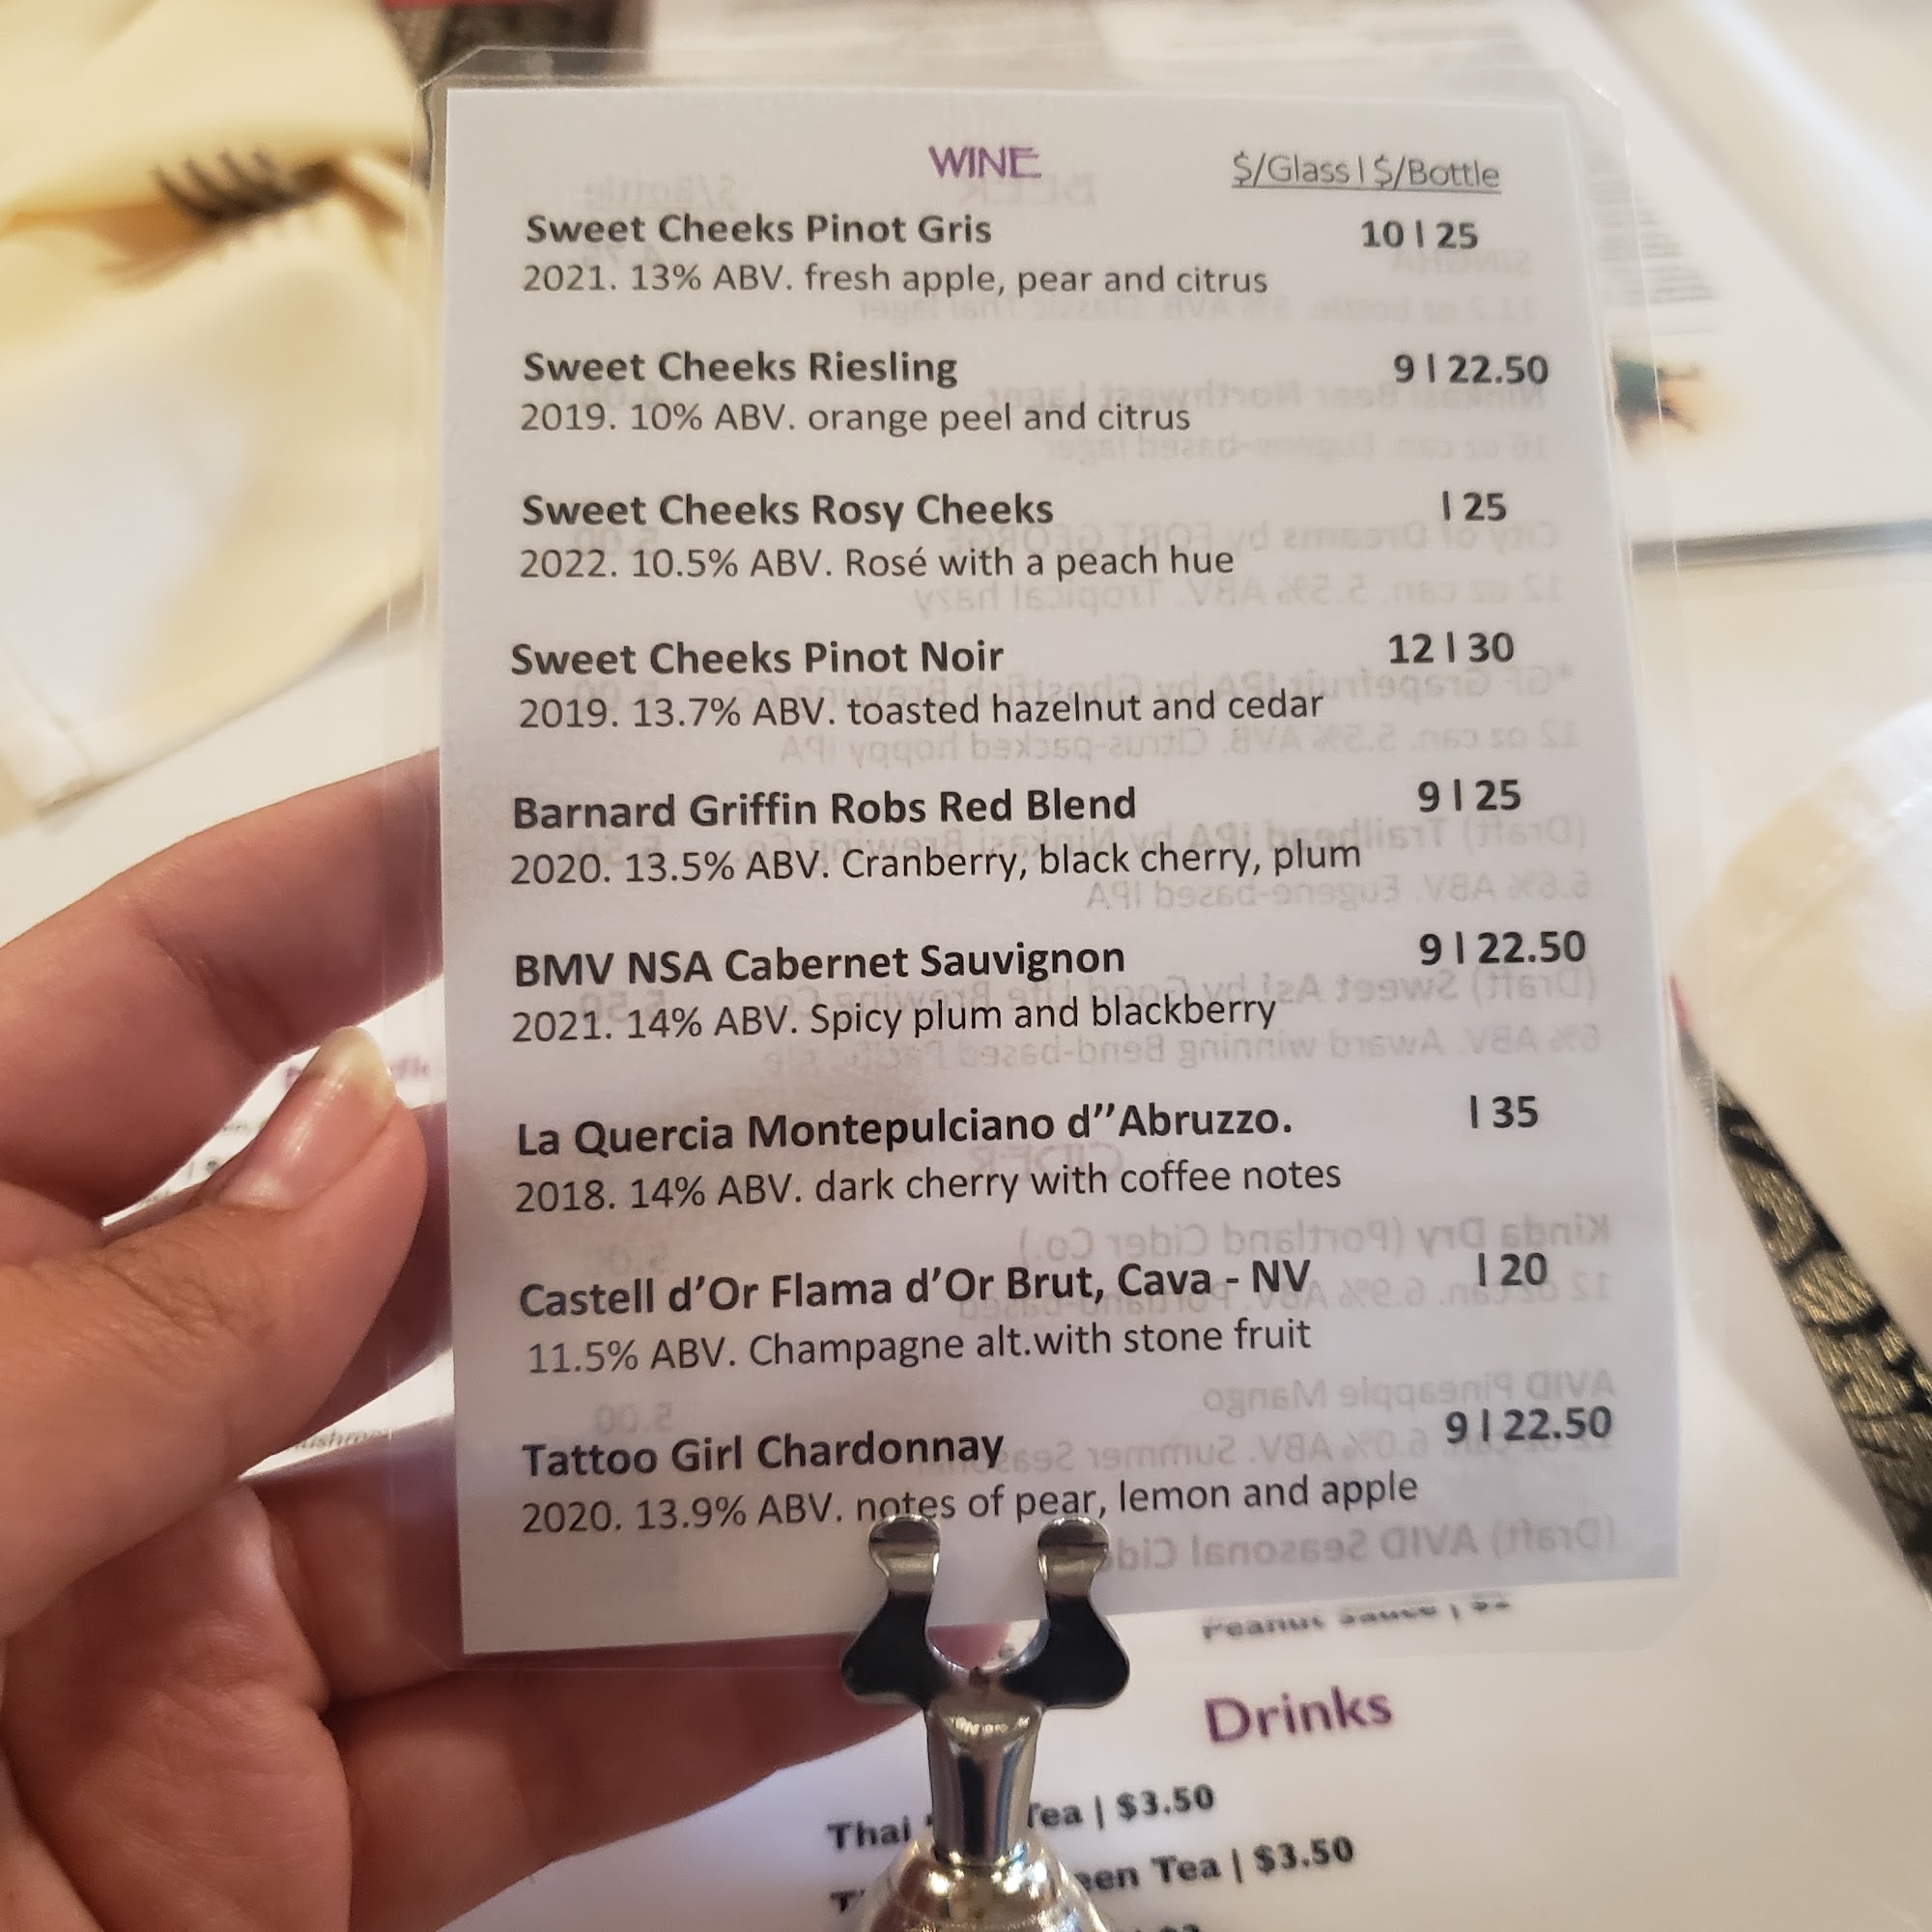 WINE $/Glass | $/Bottle
Sweet Cheeks Pinot Gris 10 | 25
2021. 13% ABV. fresh apple, pear and citrus
Sweet Cheeks Riesling 9 | 22.50
2019. 10% ABV. orange peel and citrus
Sweet Cheeks Rosy Cheeks | 25
2022. 10.5% ABV. Rosé with a peach hue
Sweet Cheeks Pinot Noir 12 | 30
2019. 13.7% ABV. toasted hazelnut and cedar
Barnard Griffin Robs Red Blend 9 | 25
2020. 13.5% ABV. Cranberry, black cherry, plum
BMV NSA Cabernet Sauvignon 9 | 22.50
2021. 14% ABV. Spicy plum and blackberry
La Quercia Montepulciano d’’Abruzzo. | 35
2018. 14% ABV. dark cherry with coffee notes
Castell d’Or Flama d’Or Brut, Cava - NV | 20
11.5% ABV. Champagne alt.with stone fruit
Tattoo Girl Chardonnay 9 | 22.50
2020. 13.9% ABV. notes of pear, lemon and apple
Peanut Sauce | $2
Drinks
Thai Tea | $3.50
Tea | $3.50